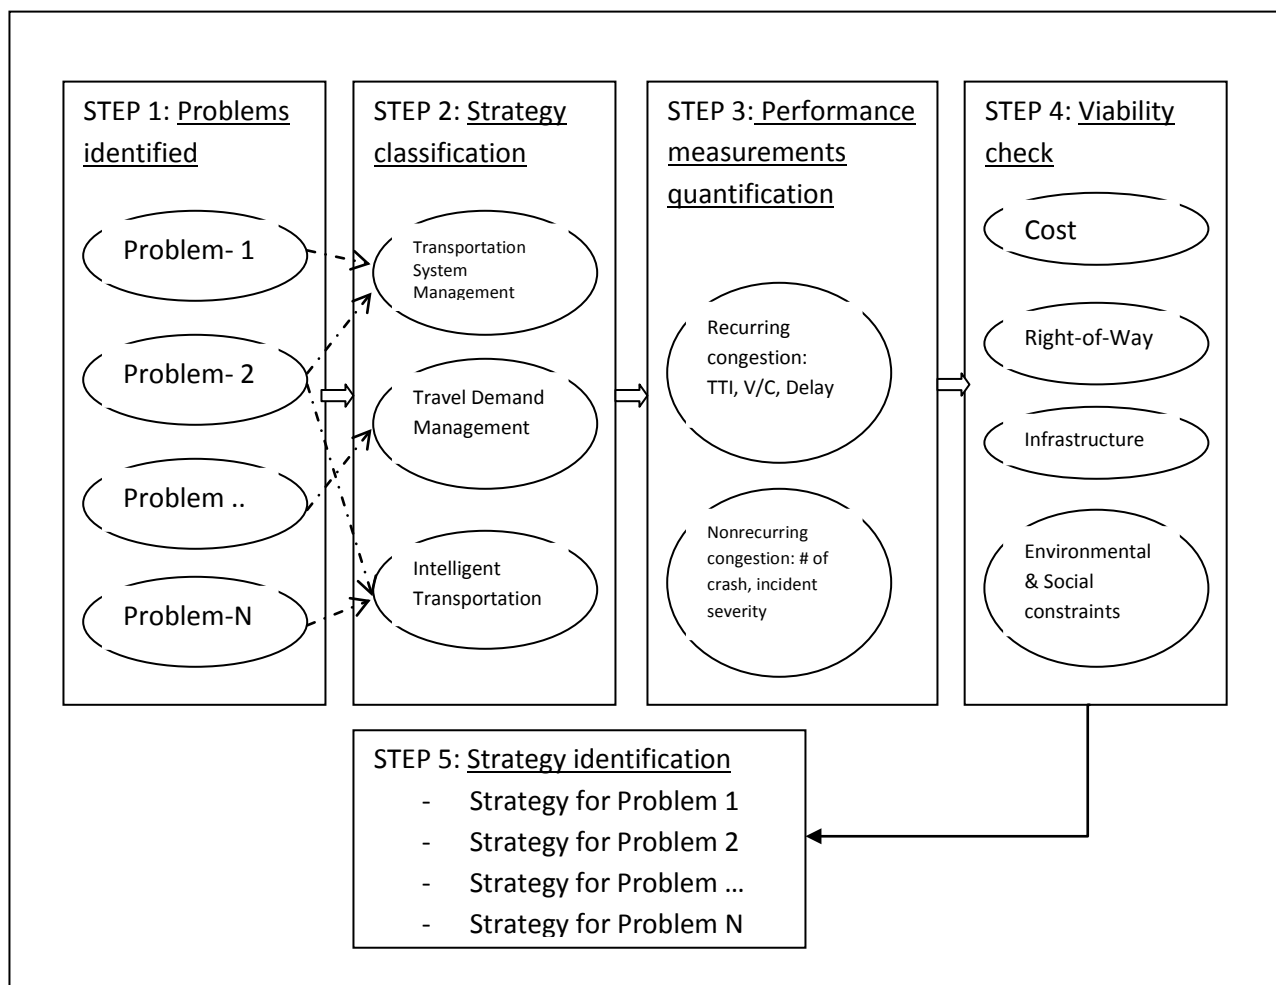 STEP 1: Problems
identified
Problem- 1
Problem- 2
Problem ..
Problem-N
STEP 2: Strategy
classification
Transportation
System
Management
Travel Demand
Management
Intelligent
Transportation
STEP 3: Performance
measurements
quantification
Recurring
congestion:
TTI, V/C, Delay
Nonrecurring
congestion: # of
crash, incident
severity
STEP 4: Viability
check
Cost
Right-of-Way
Infrastructure
Environmental
& Social
constraints
STEP 5: Strategy identification
- Strategy for Problem 1
- Strategy for Problem 2
- Strategy for Problem ...
- Strategy for Problem N